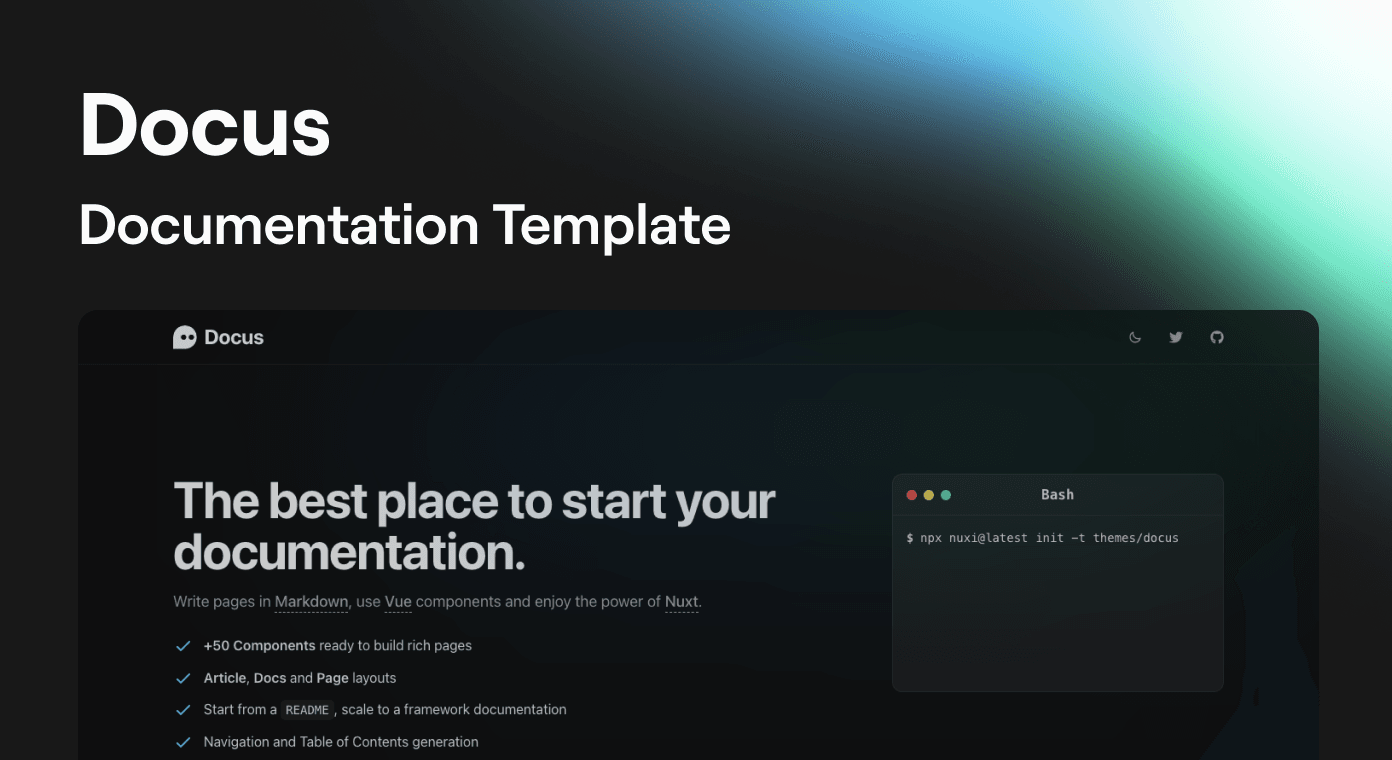 Docus
Documentation Template
Docus
The best place to start your
documentation.
Write pages in Markdown, use Vue components and enjoy the power of Nuxt.
+50 Components ready to build rich pages
Article, Docs and Page layouts
Start from a README, scale to a framework documentation
Navigation and Table of Contents generation
Bash
$ npx nuxi@latest init -t themes/docus